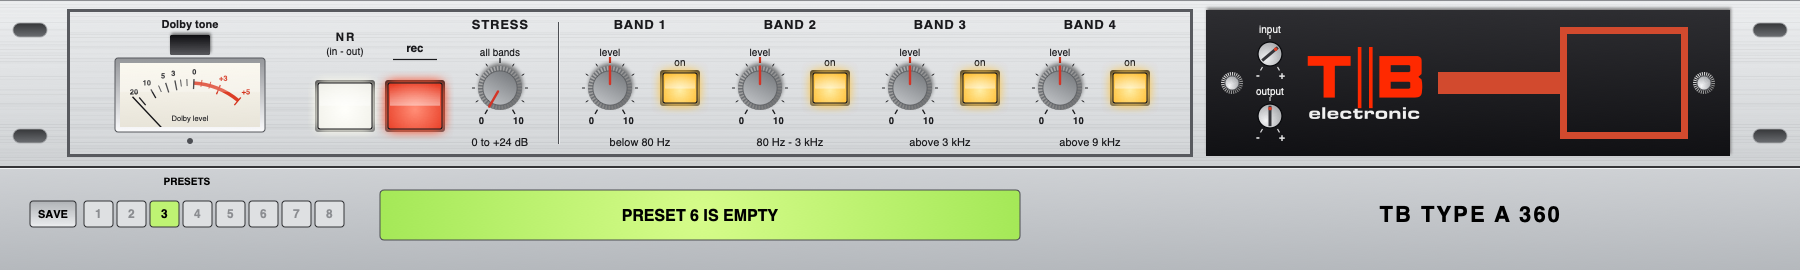 Dolby tone
20 10 5 3 0 +3 +5
Dolby level
NR
(in - out)
rec
STRESS
all bands
0 10
0 to +24 dB
BAND 1
level
on
0 10
below 80 Hz
BAND 2
level
on
0 10
80 Hz - 3 kHz
BAND 3
level
on
0 10
above 3 kHz
BAND 4
level
on
0 10
above 9 kHz
input
- +
output
- +
T||B
electronic
PRESETS
SAVE 1 2 3 4 5 6 7 8
PRESET 6 IS EMPTY
TB TYPE A 360